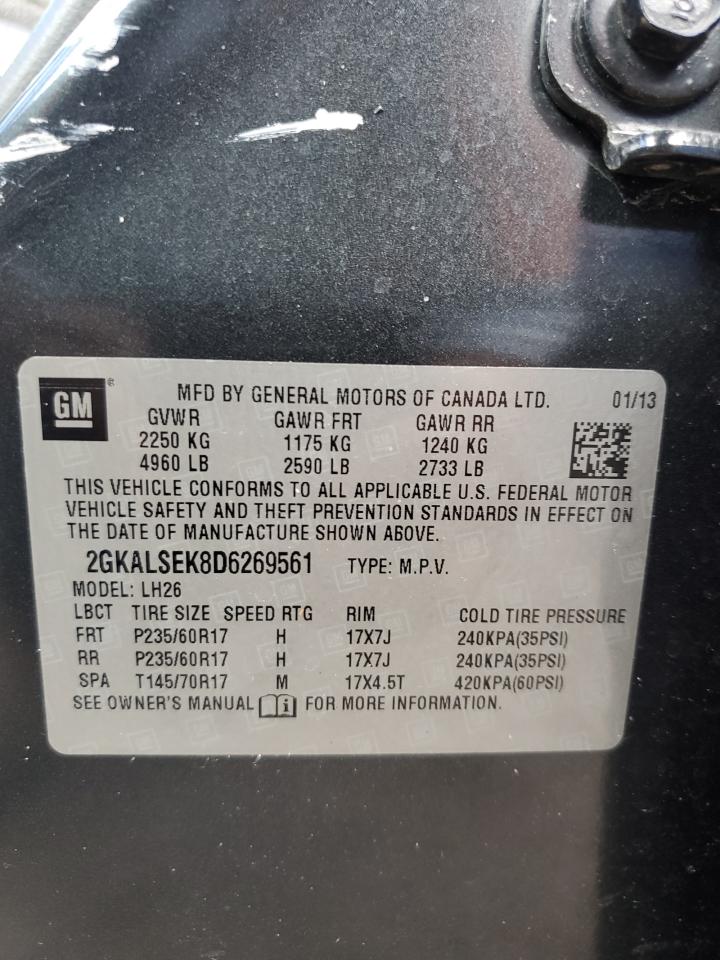 GM ®
MFD BY GENERAL MOTORS OF CANADA LTD. 01/13
GVWR GAWR FRT GAWR RR
2250 KG 1175 KG 1240 KG
4960 LB 2590 LB 2733 LB
THIS VEHICLE CONFORMS TO ALL APPLICABLE U.S. FEDERAL MOTOR
VEHICLE SAFETY AND THEFT PREVENTION STANDARDS IN EFFECT ON
THE DATE OF MANUFACTURE SHOWN ABOVE.
2GKALSEK8D6269561 TYPE: M.P.V.
MODEL: LH26
LBCT TIRE SIZE SPEED RTG RIM COLD TIRE PRESSURE
FRT P235/60R17 H 17X7J 240KPA(35PSI)
RR P235/60R17 H 17X7J 240KPA(35PSI)
SPA T145/70R17 M 17X4.5T 420KPA(60PSI)
SEE OWNER'S MANUAL i FOR MORE INFORMATION.